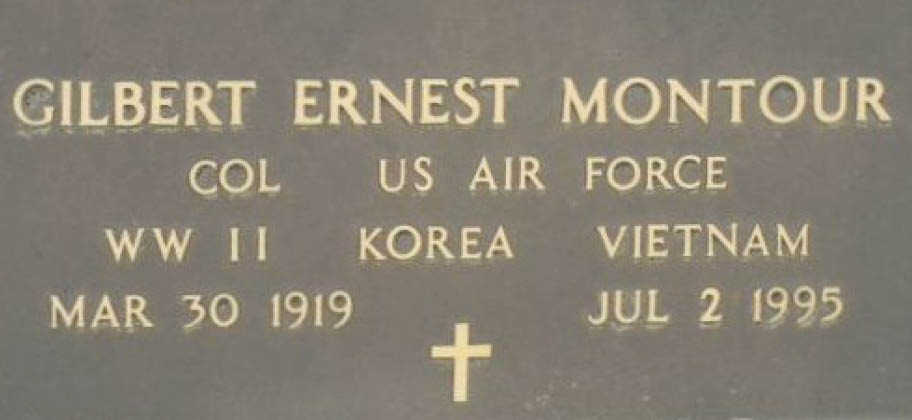 GILBERT ERNEST MONTOUR
COL US AIR FORCE
WW II KOREA VIETNAM
MAR 30 1919 JUL 2 1995